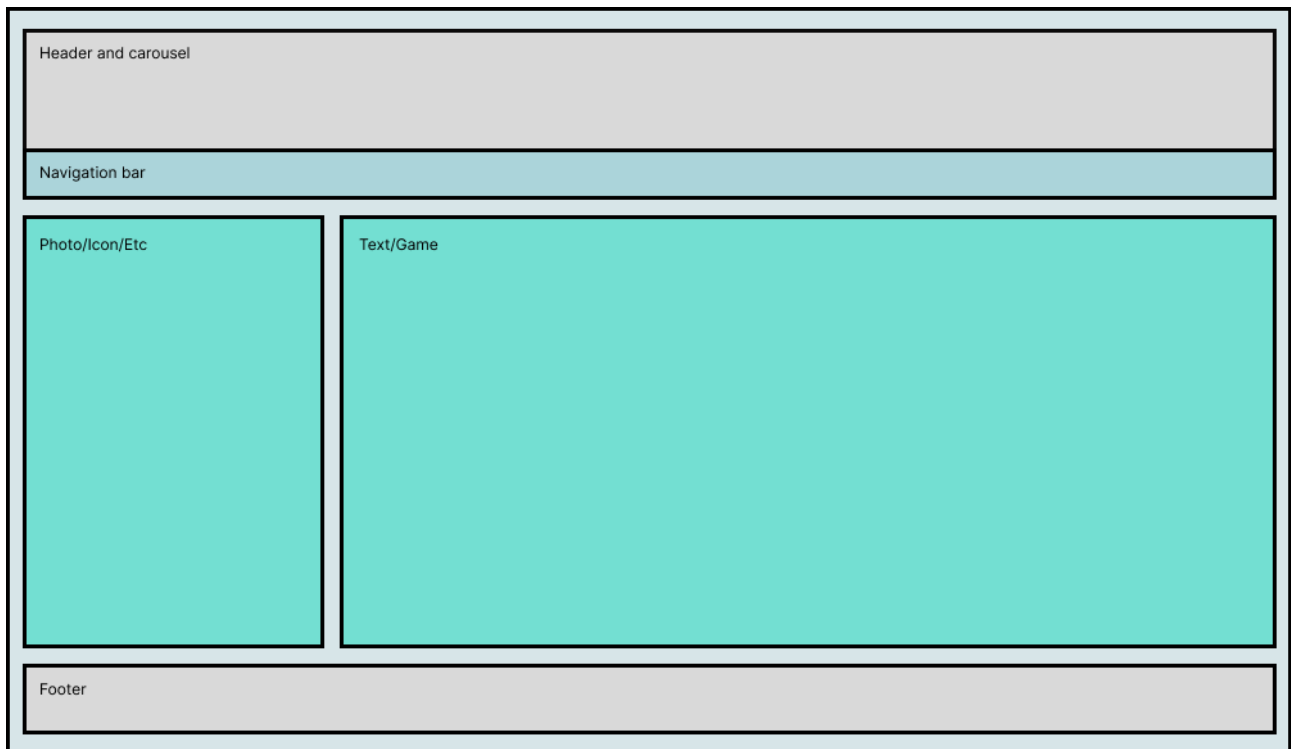 Header and carousel
Navigation bar
Photo/Icon/Etc
Text/Game
Footer